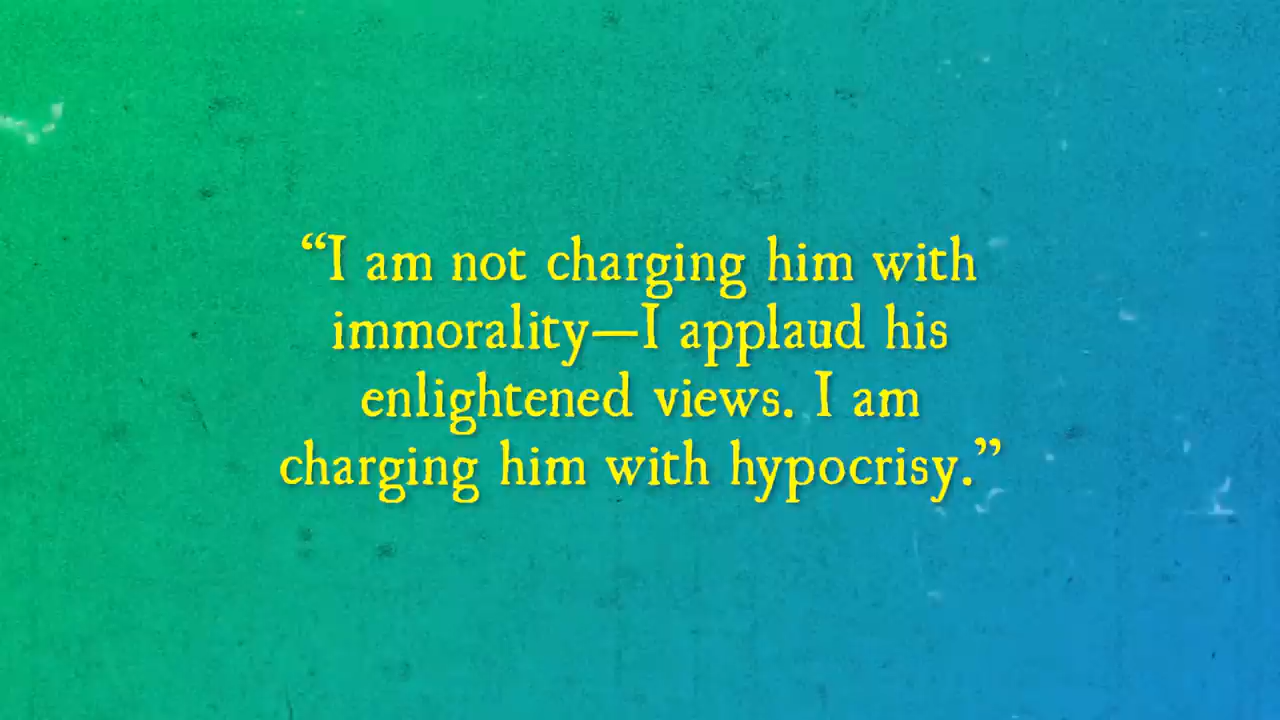 “I am not charging him with
immorality—I applaud his
enlightened views. I am
charging him with hypocrisy.”